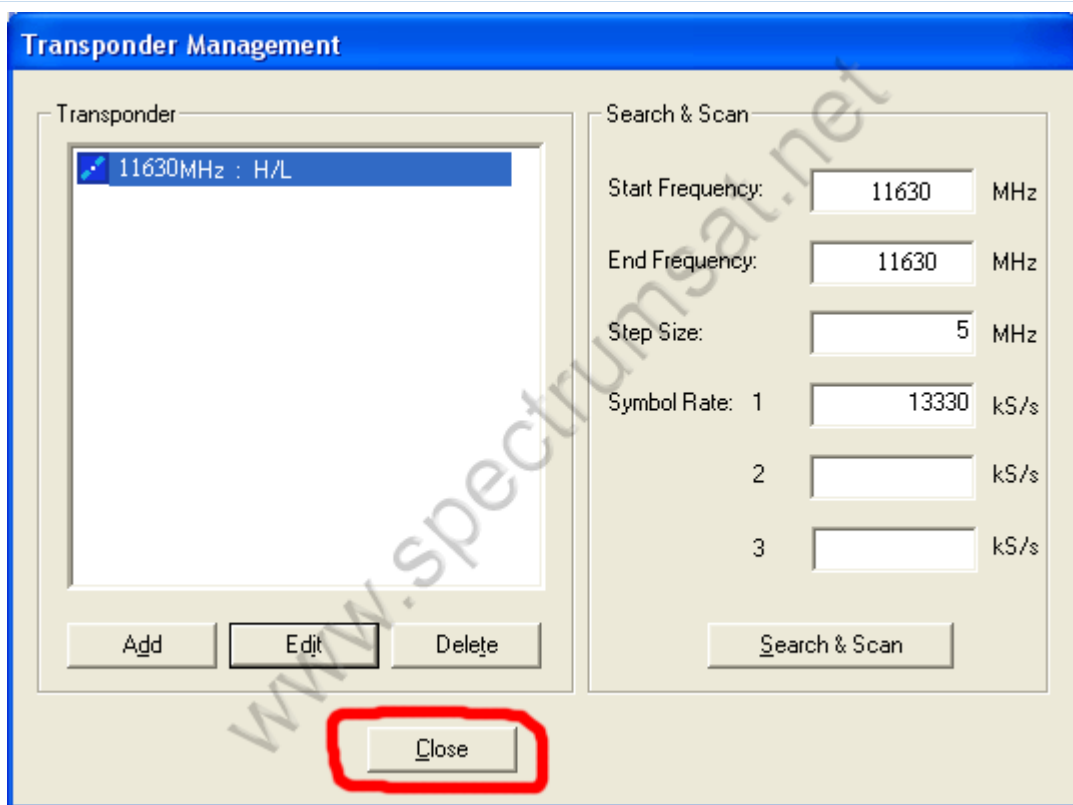 Transponder Management
Transponder
11630MHz : H/L
Add
Edit
Delete
Search & Scan
Start Frequency: 11630 MHz
End Frequency: 11630 MHz
Step Size: 5 MHz
Symbol Rate: 1 13330 kS/s
2 kS/s
3 kS/s
Search & Scan
Close
www.spectrumsat.net